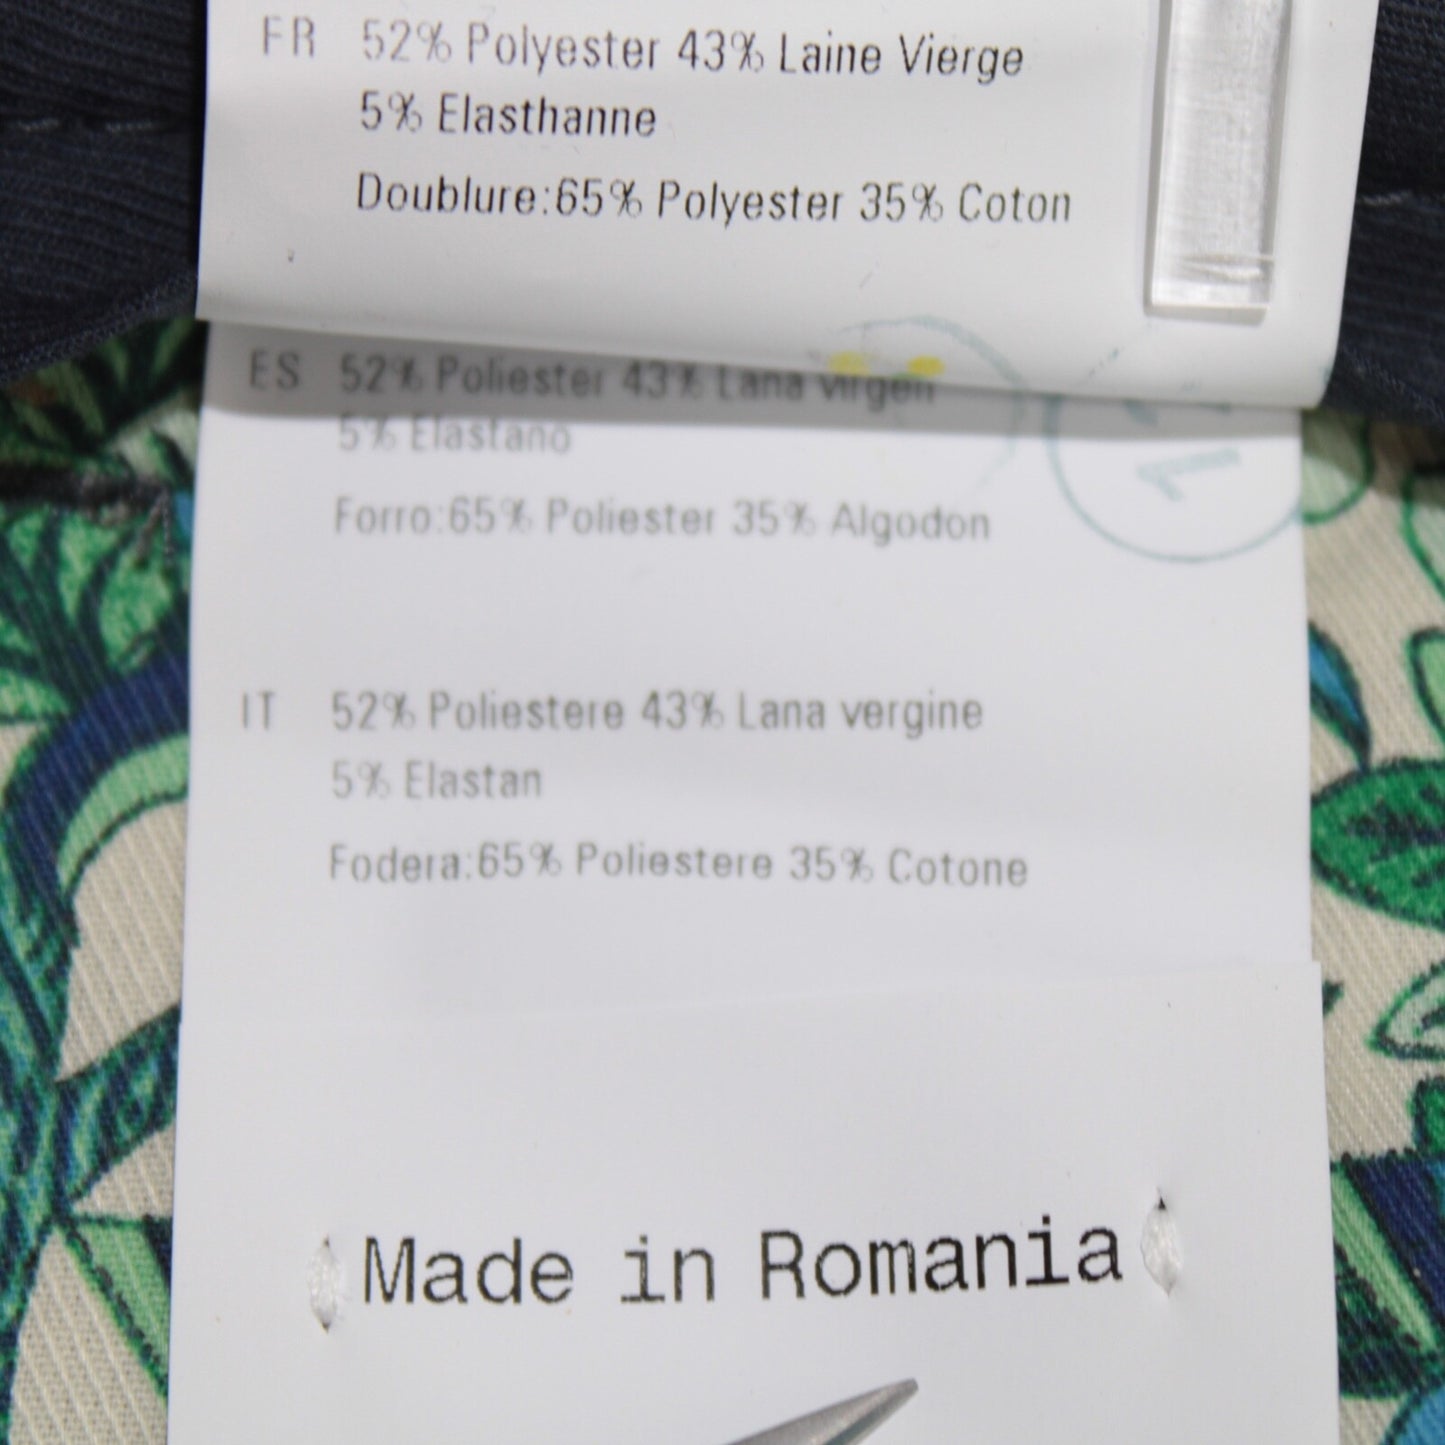 FR 52% Polyester 43% Laine Vierge
5% Elasthanne
Doublure:65% Polyester 35% Coton
ES 52% Poliester 43% Lana virgen
5% Elastano
Forro:65% Poliester 35% Algodon
IT 52% Poliestere 43% Lana vergine
5% Elastan
Fodera:65% Poliestere 35% Cotone
Made in Romania